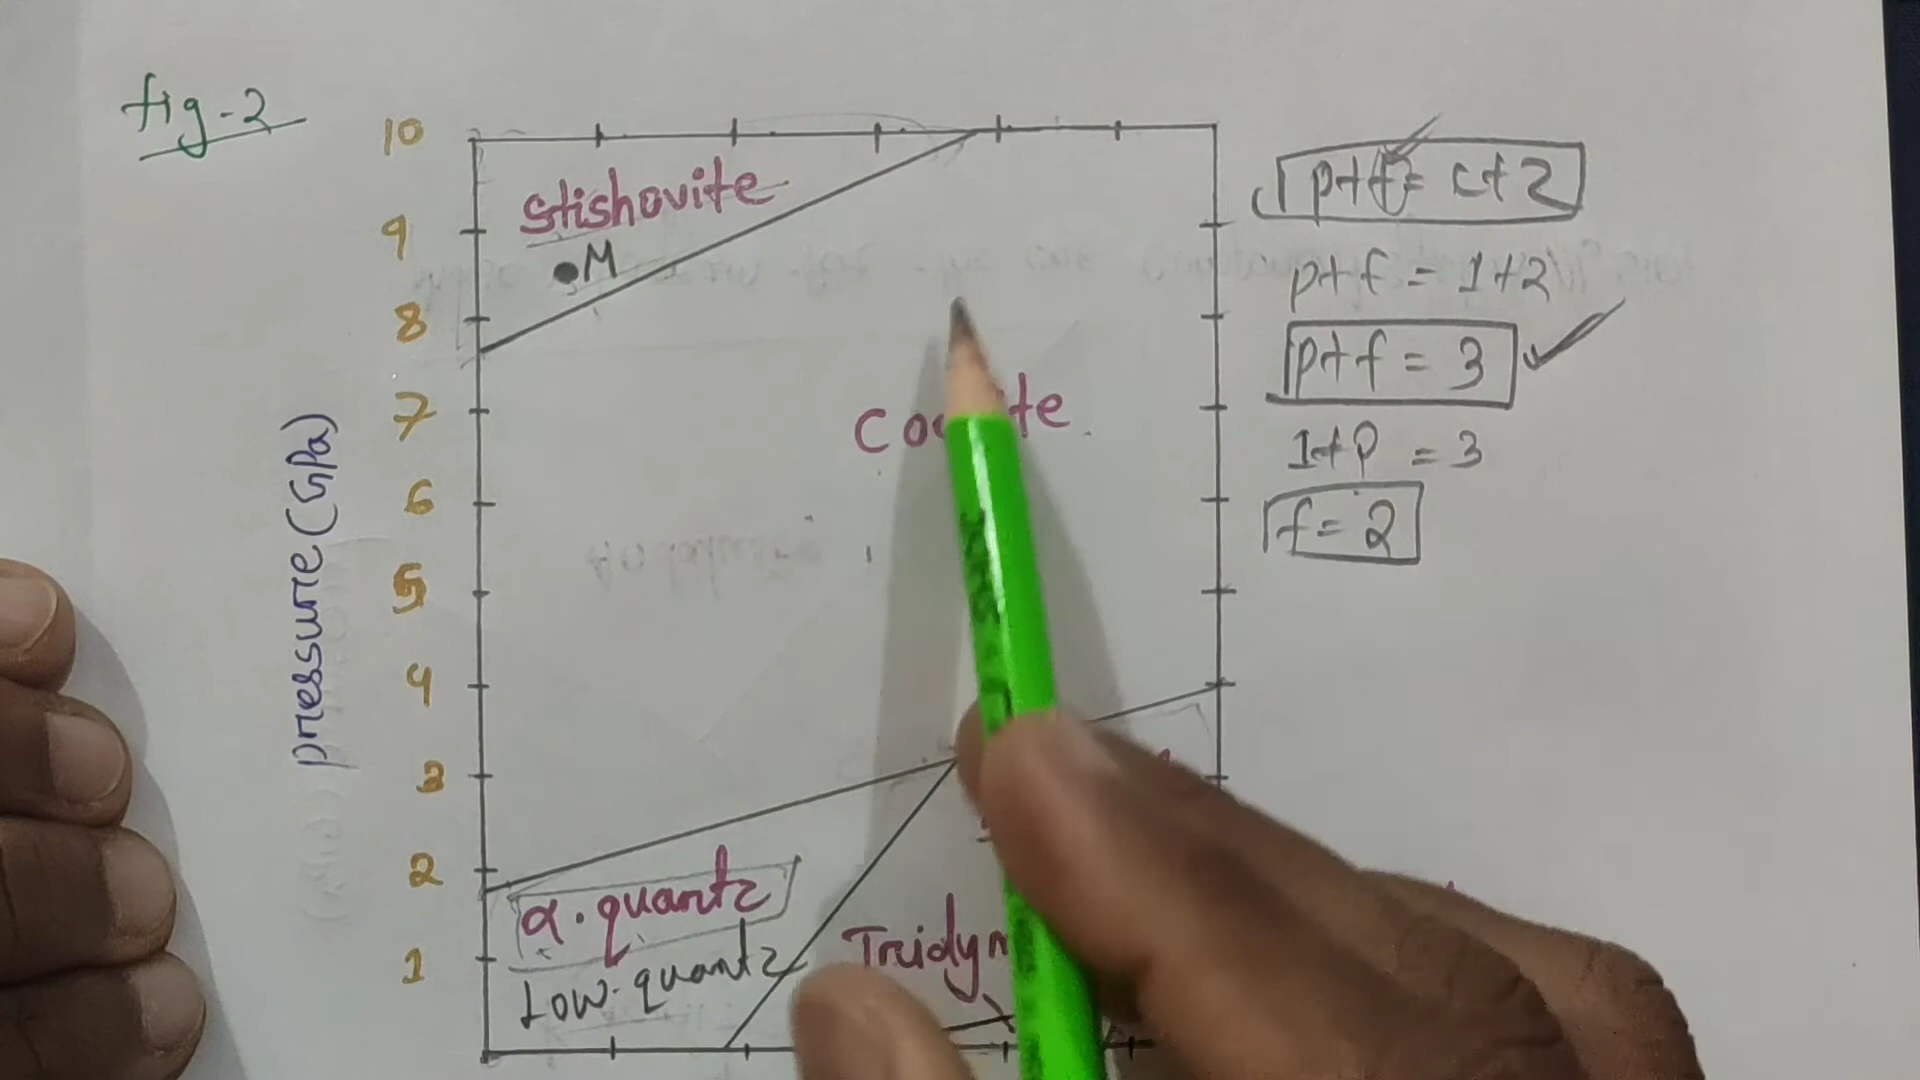 fig-2
10
Stishovite
9
M
8
7
6
5
4
3
2
1
pressure (GPa)
α-quartz
Low-quartz
p+f = c+2
p+f = 1+2
p+f = 3
1+P = 3
f = 2